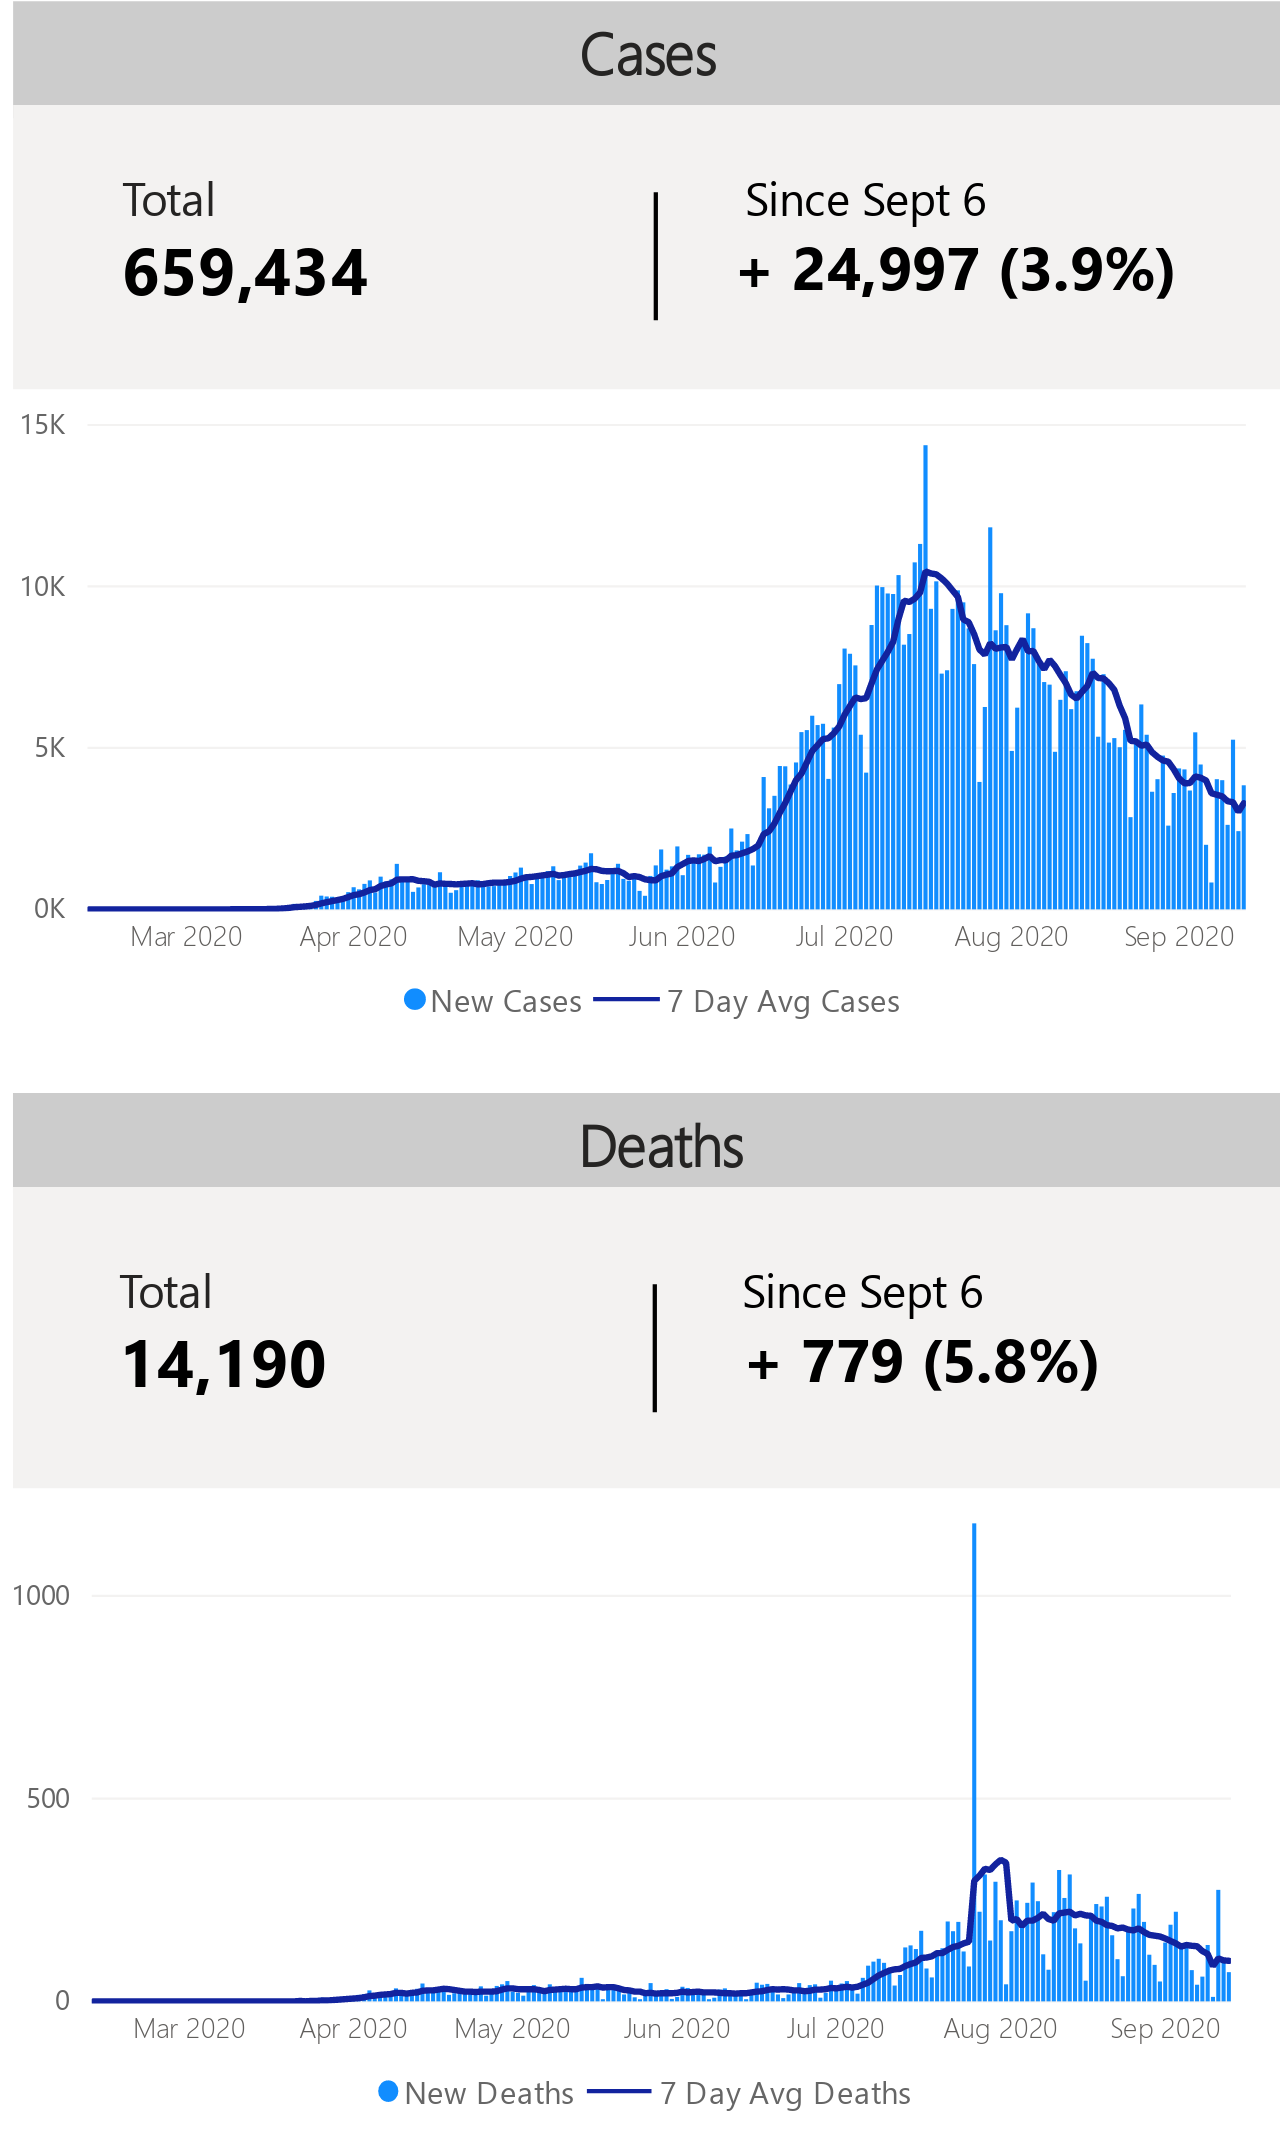 Cases
Total
Since Sept 6
659,434
+ 24,997 (3.9%)
15K
10K
5K
0K
Mar 2020 Apr 2020 May 2020 Jun 2020 Jul 2020 Aug 2020 Sep 2020
New Cases 7 Day Avg Cases
Deaths
Total
Since Sept 6
14,190
+ 779 (5.8%)
1000
500
0
Mar 2020 Apr 2020 May 2020 Jun 2020 Jul 2020 Aug 2020 Sep 2020
New Deaths 7 Day Avg Deaths